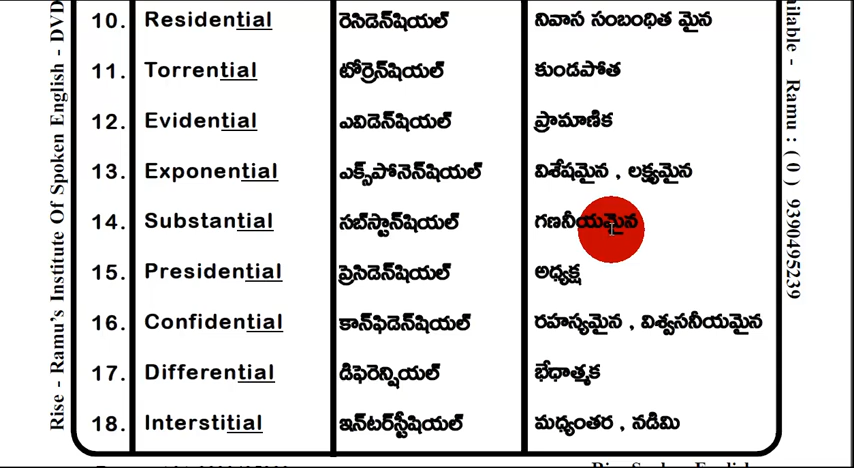 10. Residential రెసిడెన్‌షియల్ నివాస సంబంధిత మైన
11. Torrential టోర్రెన్‌షియల్ కుండపోత
12. Evidential ఎవిడెన్‌షియల్ ప్రామాణిక
13. Exponential ఎక్స్‌పోనెన్‌షియల్ విశేషమైన , లక్ష్యమైన
14. Substantial సబ్‌స్టాన్‌షియల్ గణనీయమైన
15. Presidential ప్రెసిడెన్‌షియల్ అధ్యక్ష
16. Confidential కాన్‌ఫిడెన్‌షియల్ రహస్యమైన , విశ్వసనీయమైన
17. Differential డిఫెరెన్షియల్ భేధాత్మక
18. Interstitial ఇన్‌టర్‌స్టీషియల్ మధ్యంతర , నడిమి
Rise - Ramu's Institute Of Spoken English - DVD
ilable - Ramu : ( 0 ) 9390495239